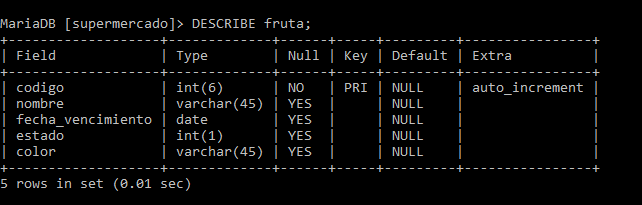 MariaDB [supermercado]> DESCRIBE fruta;
+-------------------+-------------+------+-----+---------+----------------+
| Field             | Type        | Null | Key | Default | Extra          |
+-------------------+-------------+------+-----+---------+----------------+
| codigo            | int(6)      | NO   | PRI | NULL    | auto_increment |
| nombre            | varchar(45) | YES  |     | NULL    |                |
| fecha_vencimiento | date        | YES  |     | NULL    |                |
| estado            | int(1)      | YES  |     | NULL    |                |
| color             | varchar(45) | YES  |     | NULL    |                |
+-------------------+-------------+------+-----+---------+----------------+
5 rows in set (0.01 sec)